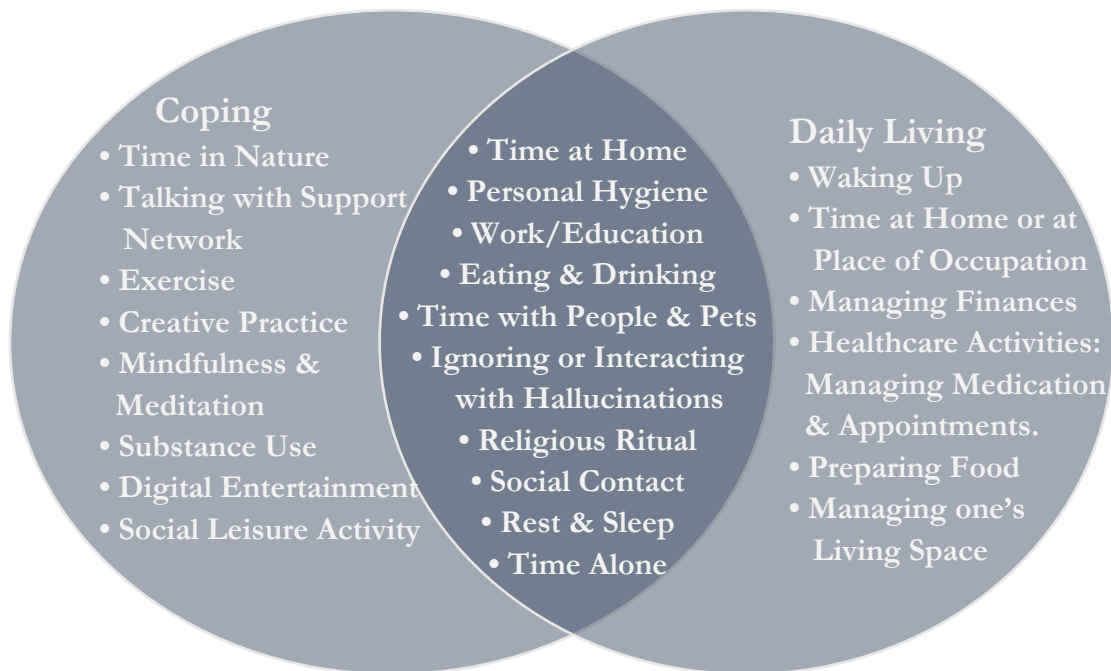 Coping
• Time in Nature
• Talking with Support
Network
• Exercise
• Creative Practice
• Mindfulness &
Meditation
• Substance Use
• Digital Entertainment
• Social Leisure Activity
• Time at Home
• Personal Hygiene
• Work/Education
• Eating & Drinking
• Time with People & Pets
• Ignoring or Interacting
with Hallucinations
• Religious Ritual
• Social Contact
• Rest & Sleep
• Time Alone
Daily Living
• Waking Up
• Time at Home or at
Place of Occupation
• Managing Finances
• Healthcare Activities:
Managing Medication
& Appointments.
• Preparing Food
• Managing one’s
Living Space